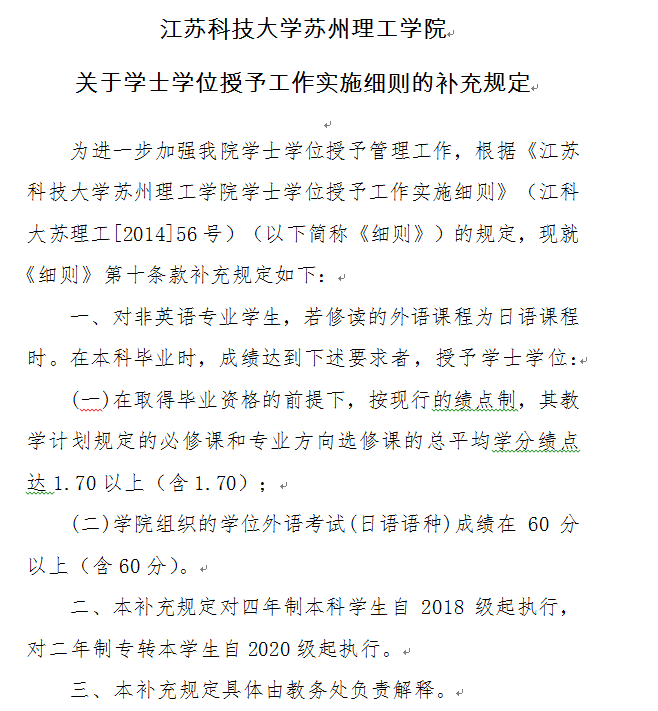 江苏科技大学苏州理工学院
关于学士学位授予工作实施细则的补充规定
为进一步加强我院学士学位授予管理工作，根据《江苏
科技大学苏州理工学院学士学位授予工作实施细则》（江科
大苏理工[2014]56号）（以下简称《细则》）的规定，现就
《细则》第十条款补充规定如下：
一、对非英语专业学生，若修读的外语课程为日语课程
时。在本科毕业时，成绩达到下述要求者，授予学士学位：
(一)在取得毕业资格的前提下，按现行的绩点制，其教
学计划规定的必修课和专业方向选修课的总平均学分绩点
达1.70以上（含1.70）；
(二)学院组织的学位外语考试(日语语种)成绩在 60 分
以上（含60分）。
二、本补充规定对四年制本科学生自 2018 级起执行，
对二年制专转本学生自2020级起执行。
三、本补充规定具体由教务处负责解释。